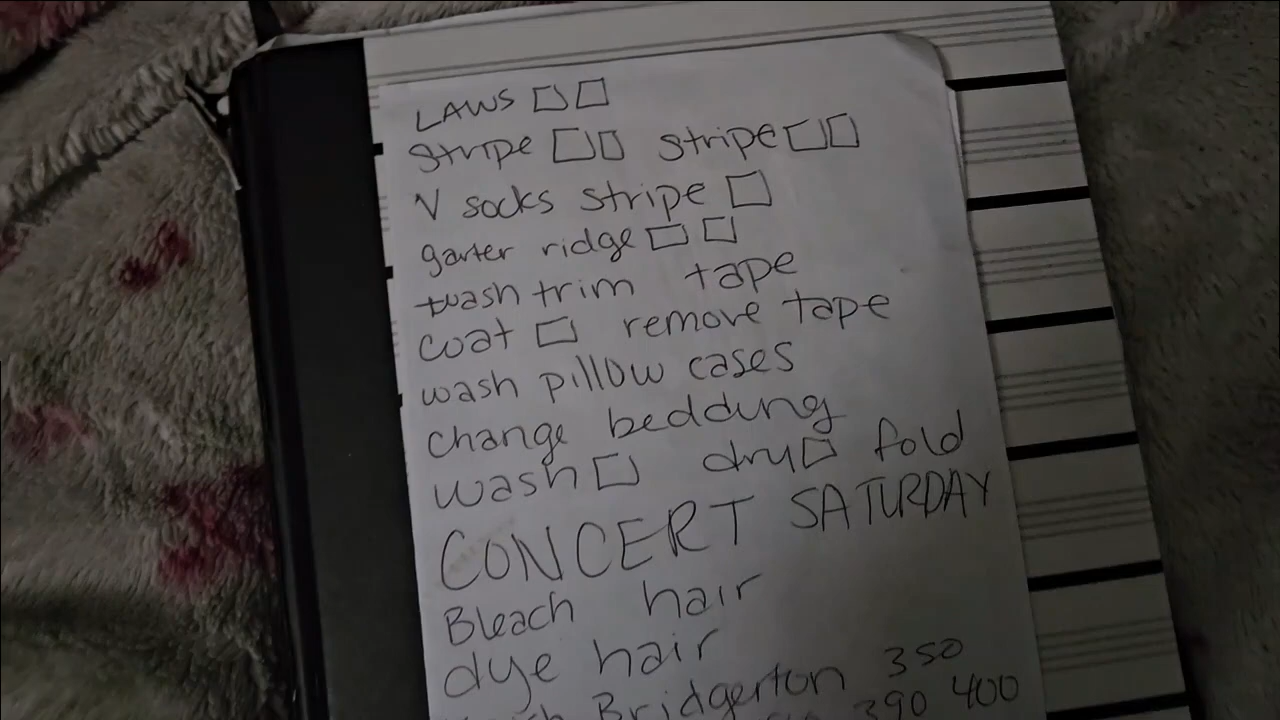 LAWS □ □
stripe □ □ stripe □ □
V socks stripe □
garter ridge □ □
wash trim tape
coat □ remove tape
wash pillow cases
change bedding
wash □ dry □ fold
CONCERT SATURDAY
Bleach hair
dye hair
Bridgerton 350
390 400